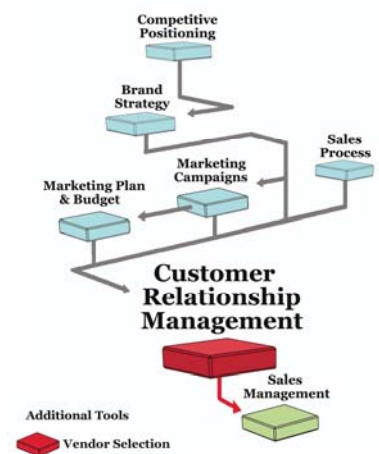 Competitive
Positioning
Brand
Strategy
Sales
Process
Marketing
Campaigns
Marketing Plan
& Budget
Customer
Relationship
Management
Sales
Management
Additional Tools
Vendor Selection